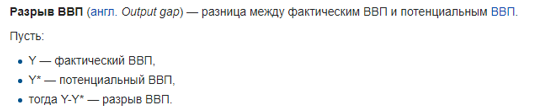 Разрыв ВВП (англ. Output gap) — разница между фактическим ВВП и потенциальным ВВП.
Пусть:
• Y — фактический ВВП,
• Y* — потенциальный ВВП,
• тогда Y-Y* — разрыв ВВП.